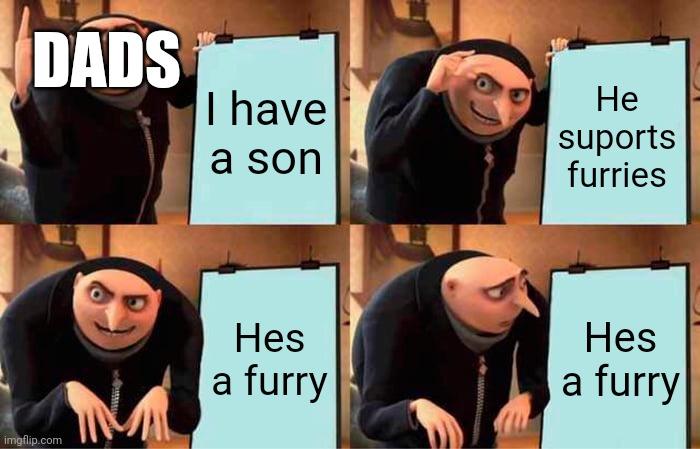 DADS
I have
a son
He
suports
furries
Hes
a furry
Hes
a furry
imgflip.com